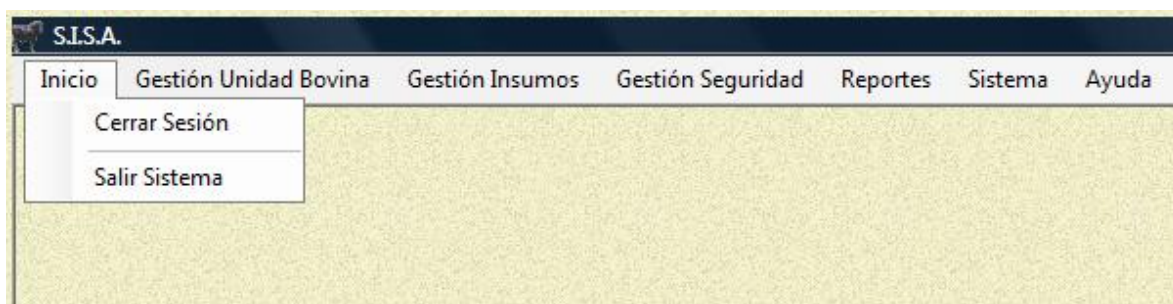 S.I.S.A.
Inicio Gestión Unidad Bovina Gestión Insumos Gestión Seguridad Reportes Sistema Ayuda
Cerrar Sesión
Salir Sistema